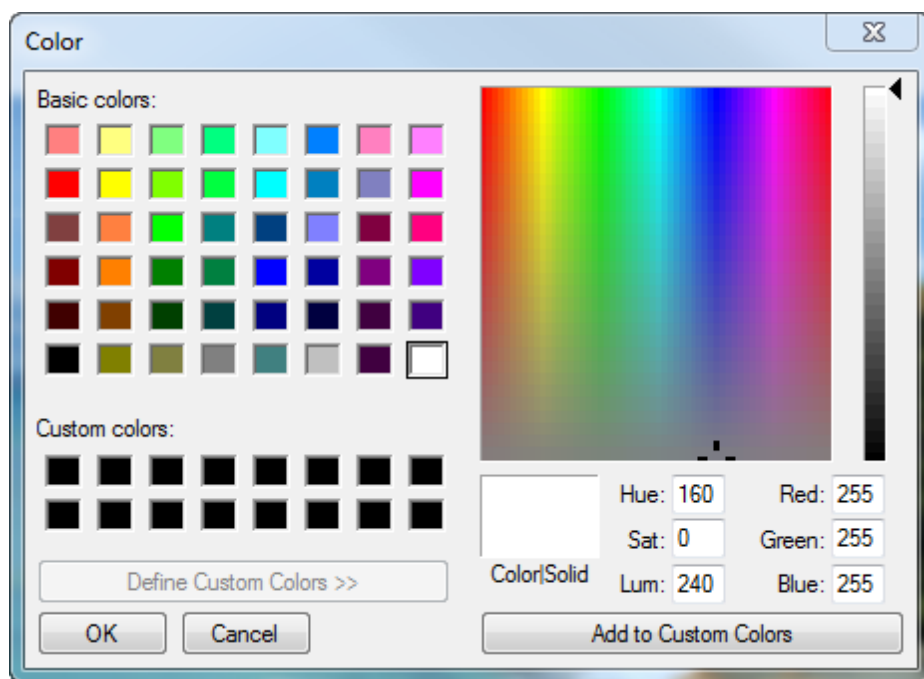 Color
Basic colors:
Custom colors:
Define Custom Colors >>
OK Cancel
Color|Solid
Hue: 160 Red: 255
Sat: 0 Green: 255
Lum: 240 Blue: 255
Add to Custom Colors